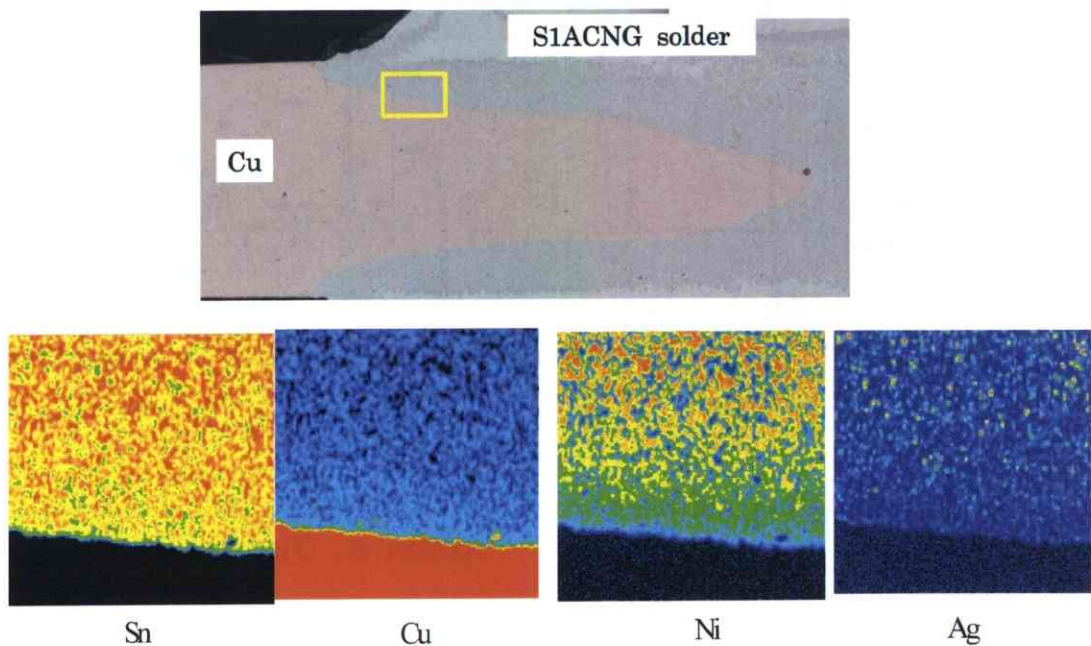 S1ACNG solder
Cu
Sn
Cu
Ni
Ag